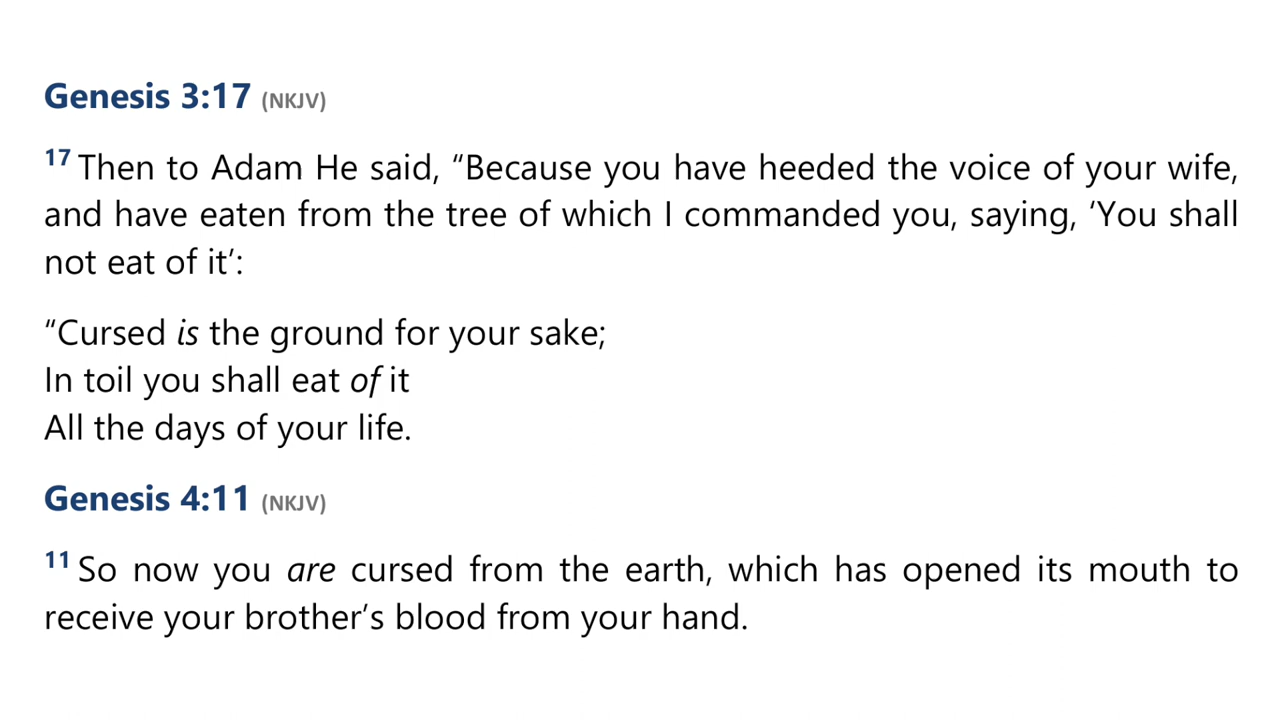 Genesis 3:17 (NKJV)
17 Then to Adam He said, “Because you have heeded the voice of your wife,
and have eaten from the tree of which I commanded you, saying, ‘You shall
not eat of it’:
“Cursed is the ground for your sake;
In toil you shall eat of it
All the days of your life.
Genesis 4:11 (NKJV)
11 So now you are cursed from the earth, which has opened its mouth to
receive your brother’s blood from your hand.